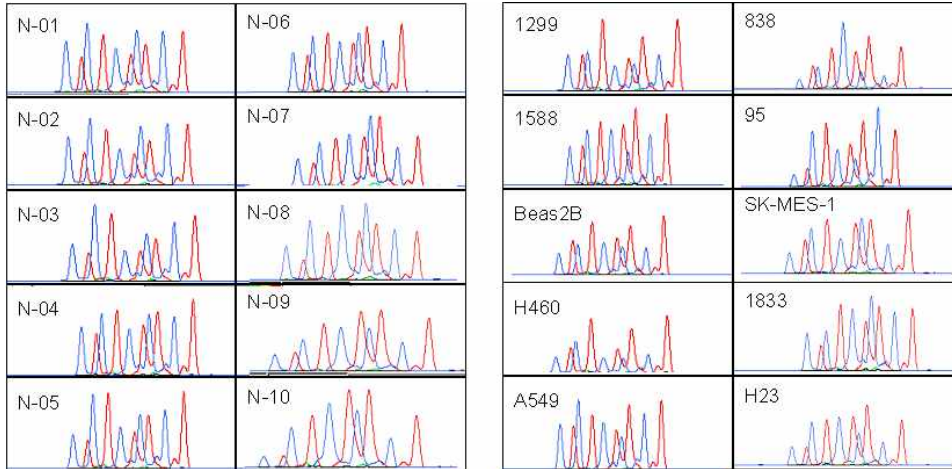 N-01 N-06
N-02 N-07
N-03 N-08
N-04 N-09
N-05 N-10
1299 838
1588 95
Beas2B SK-MES-1
H460 1833
A549 H23